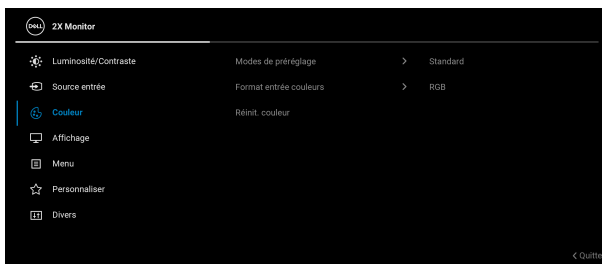 DELL 2X Monitor
Luminosité/Contraste Modes de préréglage > Standard
Source entrée Format entrée couleurs > RGB
Couleur Réinit. couleur
Affichage
Menu
Personnaliser
Divers
< Quitte